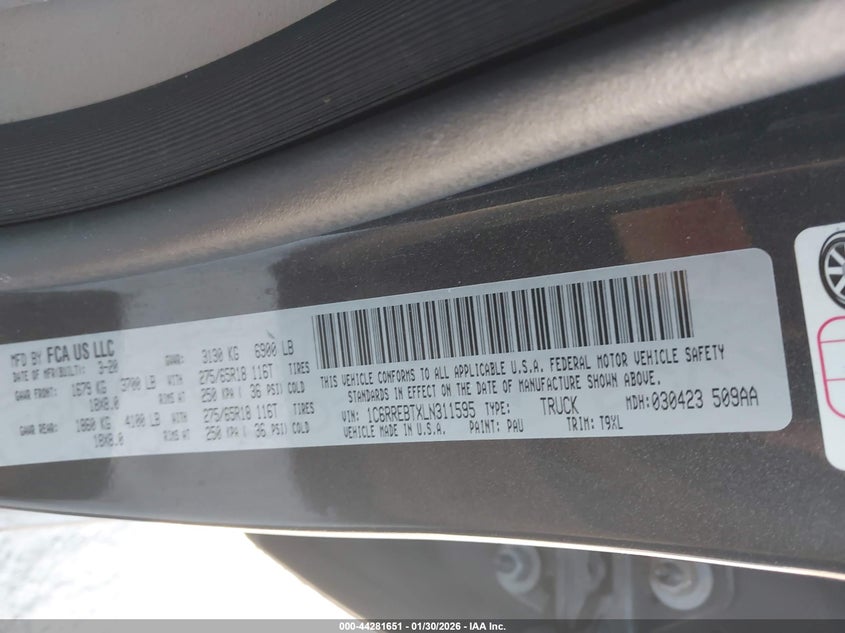 MFD BY FCA US LLC
DATE OF MFR(BUILT): 3-20
GVWR: 3130 KG 6900 LB
GAWR FRONT: 1679 KG 3700 LB WITH 275/65R18 116T TIRES
18X8.0 RIMS AT 250 KPA ( 36 PSI) COLD
GAWR REAR: 1860 KG 4100 LB WITH 275/65R18 116T TIRES
18X8.0 RIMS AT 250 KPA ( 36 PSI) COLD
THIS VEHICLE CONFORMS TO ALL APPLICABLE U.S.A. FEDERAL MOTOR VEHICLE SAFETY
STANDARDS IN EFFECT ON THE DATE OF MANUFACTURE SHOWN ABOVE.
VIN: 1C6RREBTXLN311595 TYPE: TRUCK MDH:030423 509AA
VEHICLE MADE IN U.S.A. PAINT: PAU TRIM: T9XL
000-44281651 - 01/30/2026 - IAA Inc.